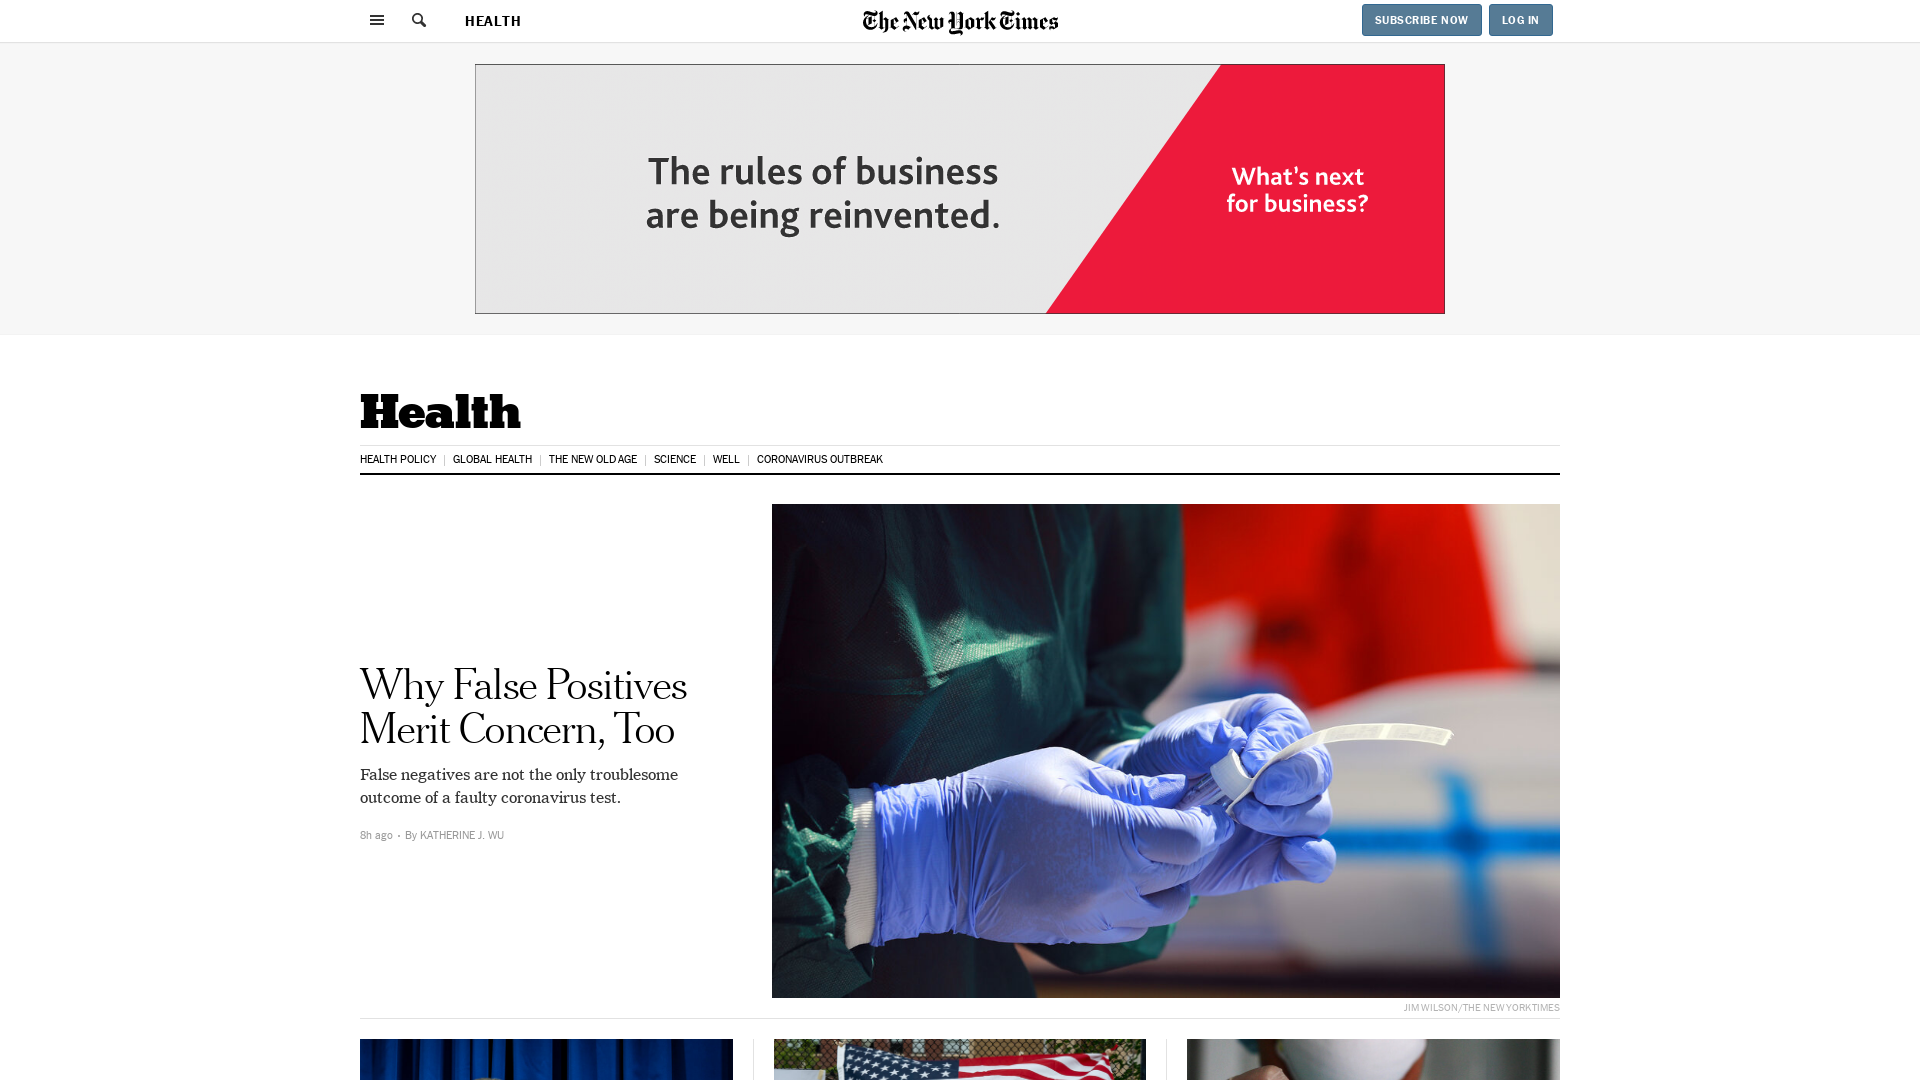 HEALTH
The New York Times
SUBSCRIBE NOW
LOG IN
The rules of business
are being reinvented.
What's next
for business?
Health
HEALTH POLICY
GLOBAL HEALTH
THE NEW OLD AGE
SCIENCE
WELL
CORONAVIRUS OUTBREAK
Why False Positives
Merit Concern, Too
False negatives are not the only troublesome
outcome of a faulty coronavirus test.
8h ago • By KATHERINE J. WU
JIM WILSON/THE NEW YORK TIMES